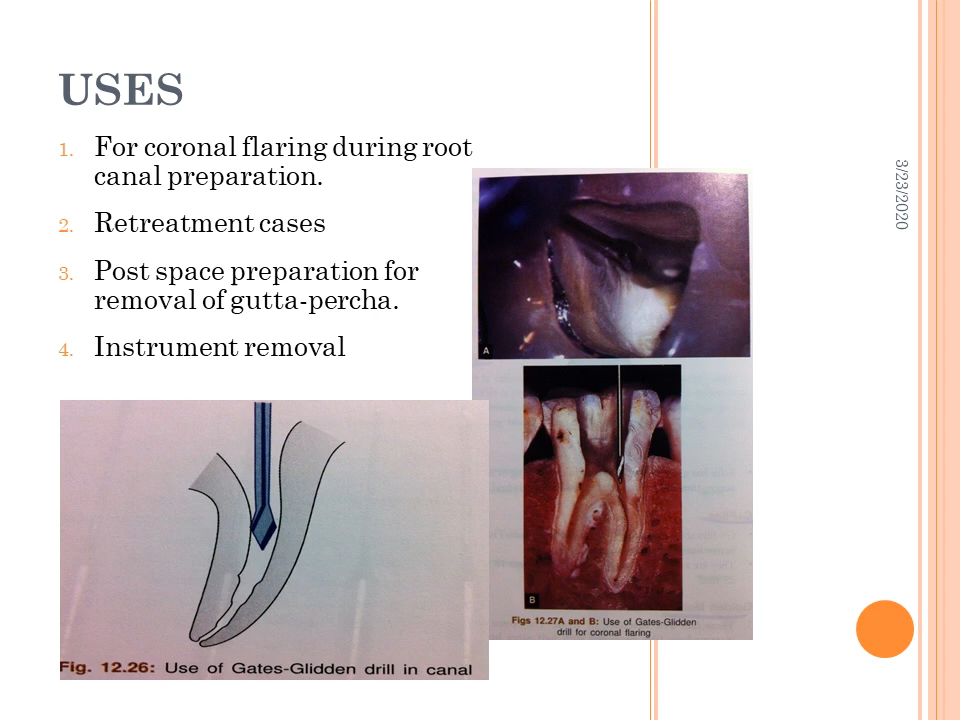 USES
1. For coronal flaring during root
canal preparation.
2. Retreatment cases
3. Post space preparation for
removal of gutta-percha.
4. Instrument removal
3/23/2020
A
B
Figs 12.27A and B: Use of Gates-Glidden
drill for coronal flaring
Fig. 12.26: Use of Gates-Glidden drill in canal